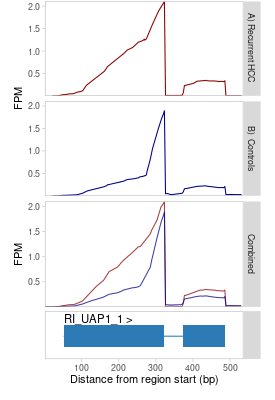 2.0
1.5
1.0
0.5
FPM
A) Recurrent HCC
2.0
1.5
1.0
0.5
B) Controls
2.0
1.5
1.0
0.5
FPM
Combined
RI_UAP1_1 >
100 200 300 400 500
Distance from region start (bp)